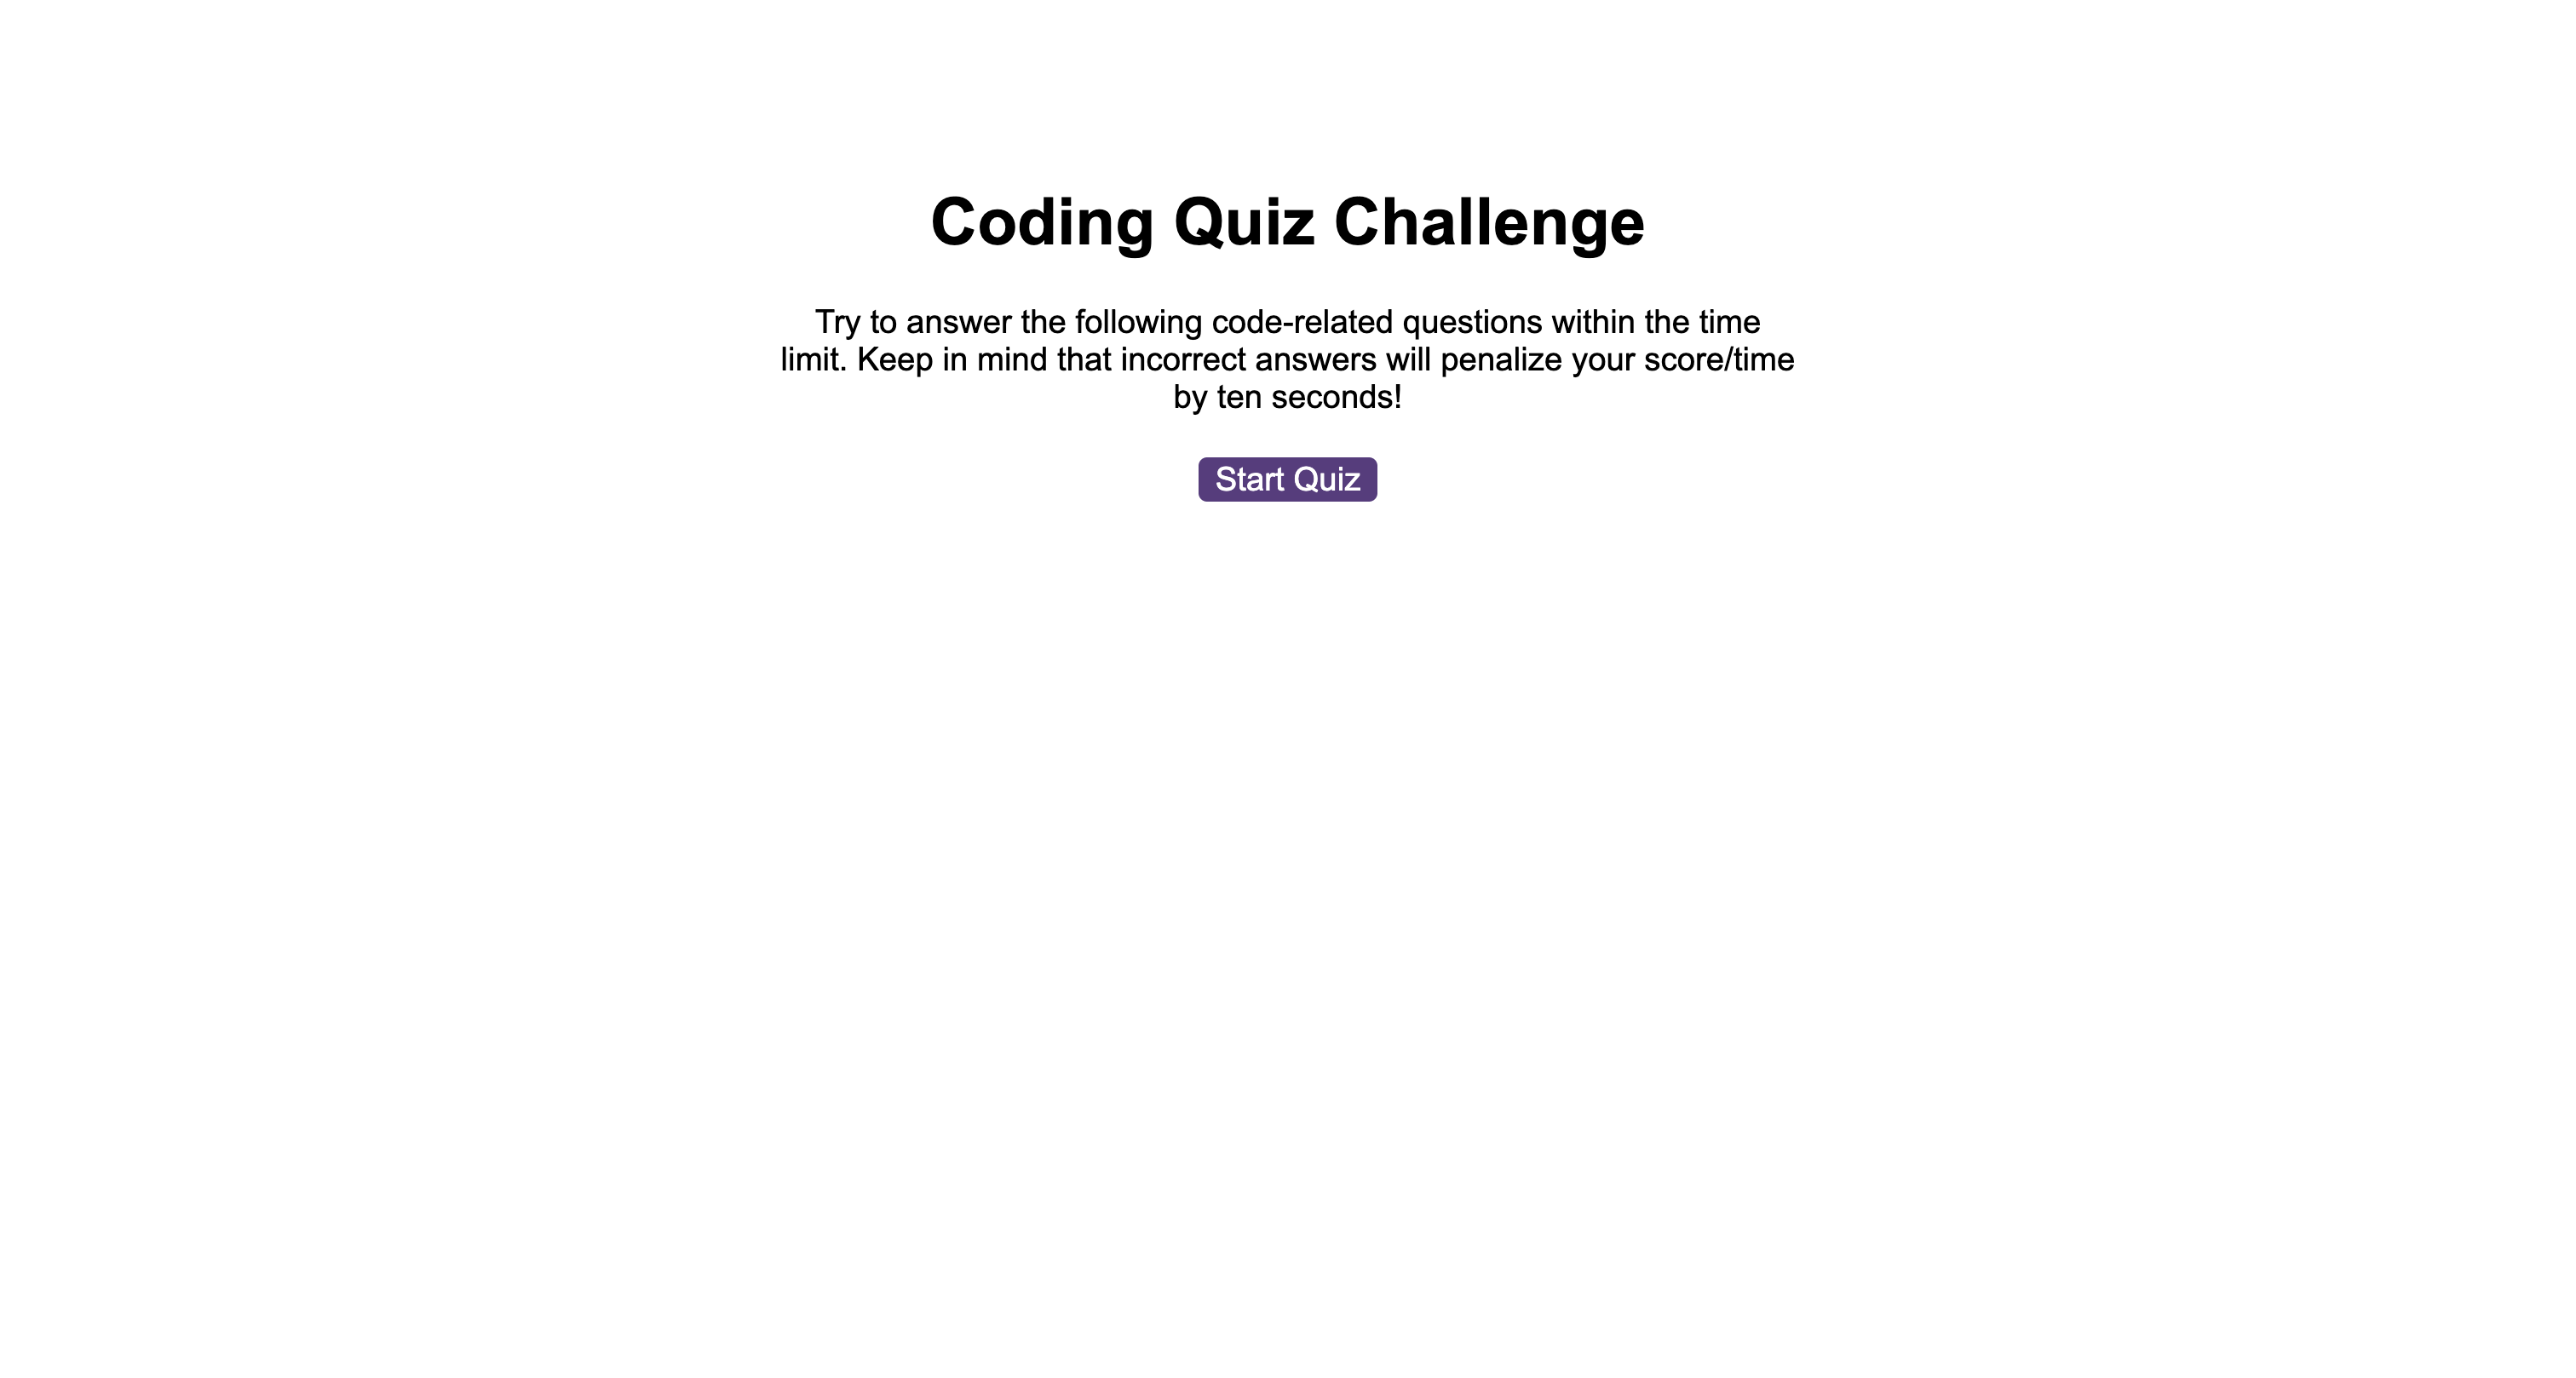 Coding Quiz Challenge
Try to answer the following code-related questions within the time
limit. Keep in mind that incorrect answers will penalize your score/time
by ten seconds!
Start Quiz